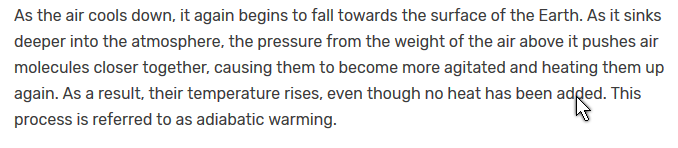 As the air cools down, it again begins to fall towards the surface of the Earth. As it sinks
deeper into the atmosphere, the pressure from the weight of the air above it pushes air
molecules closer together, causing them to become more agitated and heating them up
again. As a result, their temperature rises, even though no heat has been added. This
process is referred to as adiabatic warming.